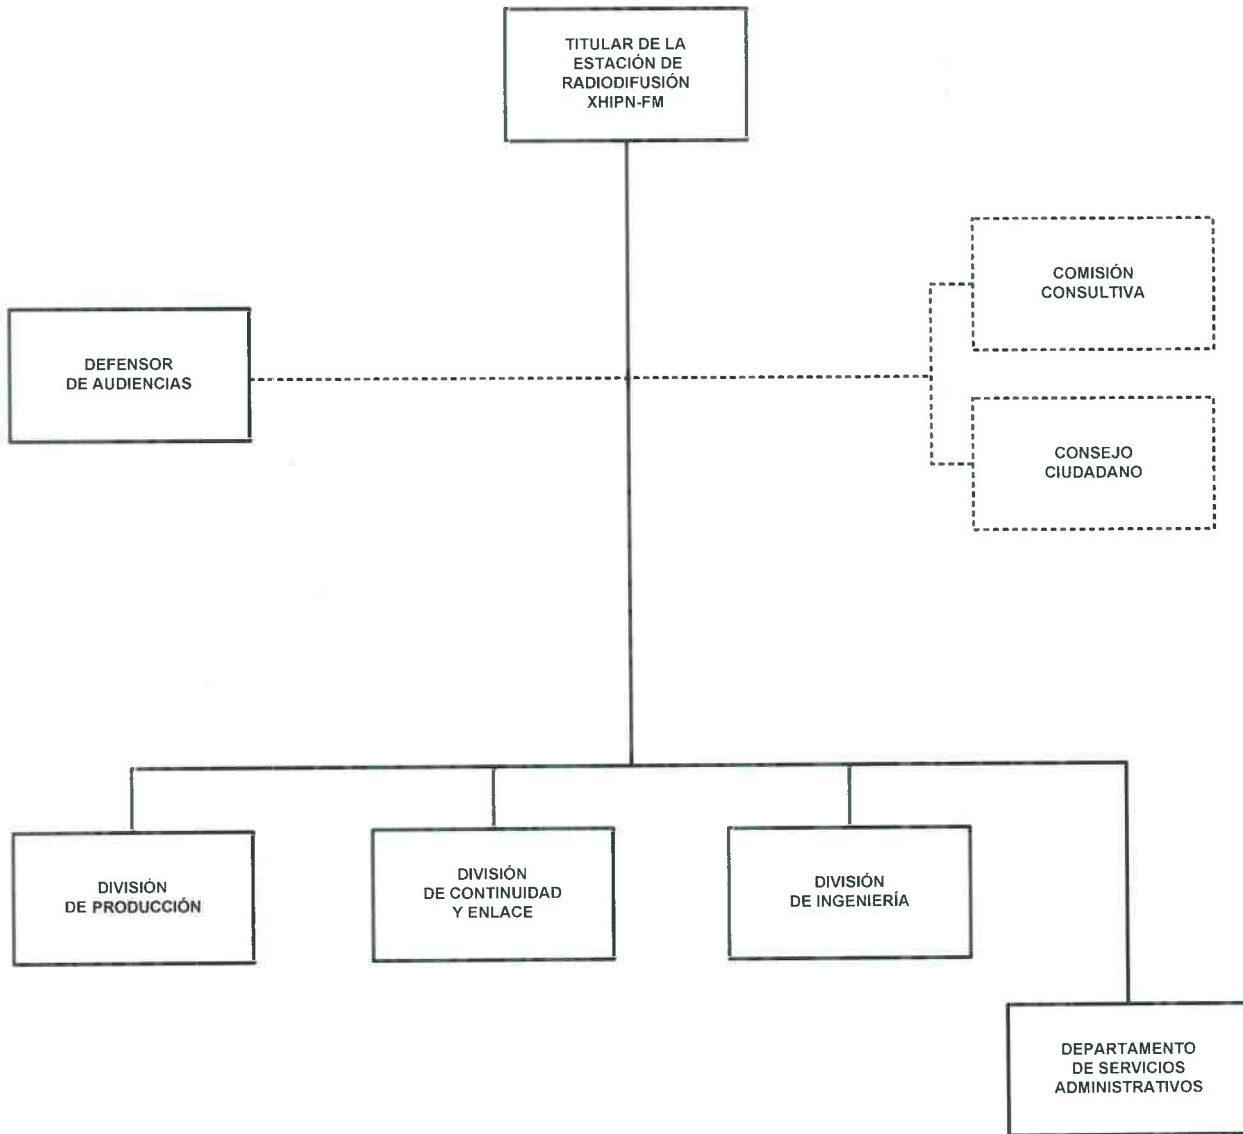 TITULAR DE LA
ESTACIÓN DE
RADIODIFUSIÓN
XHIPN-FM
COMISIÓN
CONSULTIVA
DEFENSOR
DE AUDIENCIAS
CONSEJO
CIUDADANO
DIVISIÓN
DE PRODUCCIÓN
DIVISIÓN
DE CONTINUIDAD
Y ENLACE
DIVISIÓN
DE INGENIERÍA
DEPARTAMENTO
DE SERVICIOS
ADMINISTRATIVOS